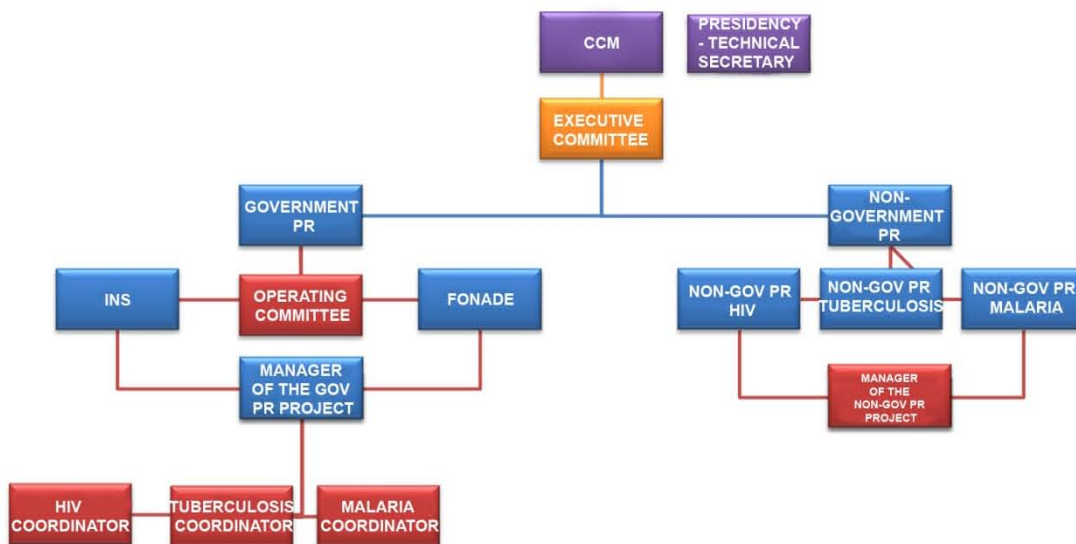 CCM
PRESIDENCY
- TECHNICAL
SECRETARY
EXECUTIVE
COMMITTEE
GOVERNMENT
PR
NON-
GOVERNMENT
PR
INS
OPERATING
COMMITTEE
FONADE
NON-GOV PR
HIV
NON-GOV PR
TUBERCULOSIS
NON-GOV PR
MALARIA
MANAGER
OF THE GOV
PR PROJECT
MANAGER
OF THE
NON-GOV PR
PROJECT
HIV
COORDINATOR
TUBERCULOSIS
COORDINATOR
MALARIA
COORDINATOR